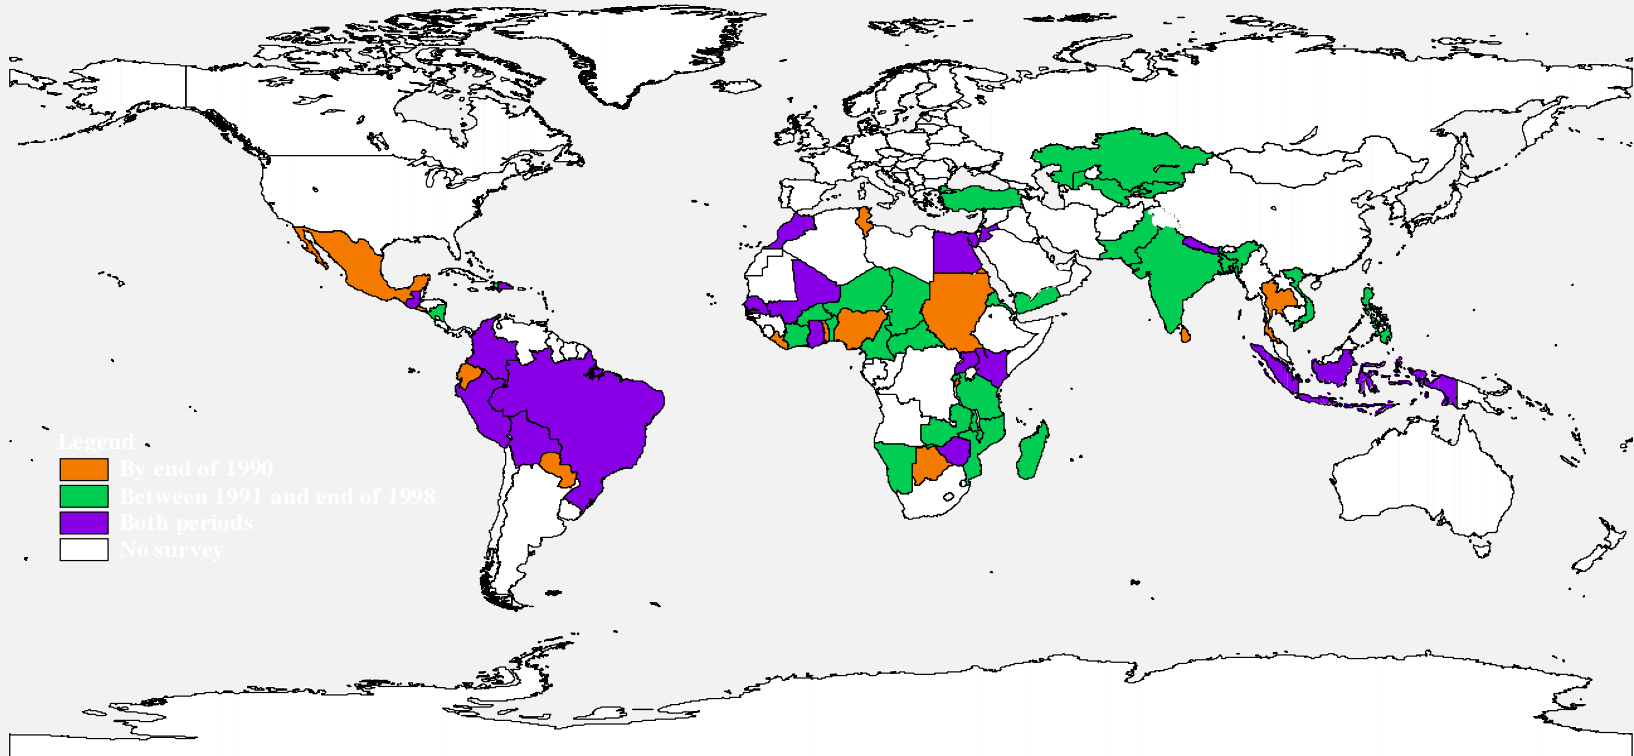 Legend
By end of 1990
Between 1991 and end of 1998
Both periods
No survey